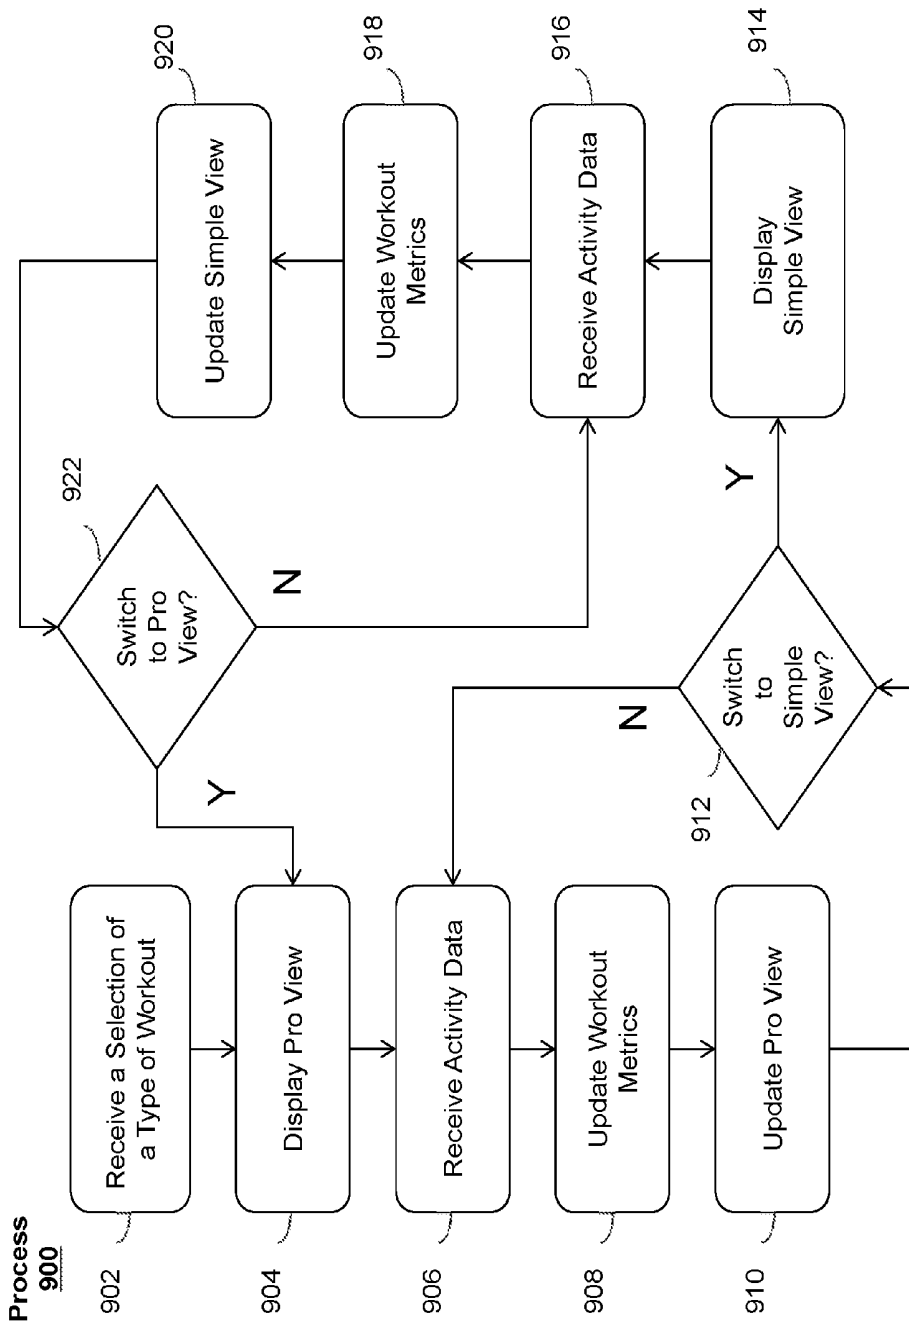 Process
900
902
Receive a Selection of
a Type of Workout
904
Display Pro View
906
Receive Activity Data
908
Update Workout
Metrics
910
Update Pro View
912
Switch
to
Simple
View?
N
Y
914
Display
Simple View
916
Receive Activity Data
918
Update Workout
Metrics
920
Update Simple View
922
Switch
to Pro
View?
Y
N